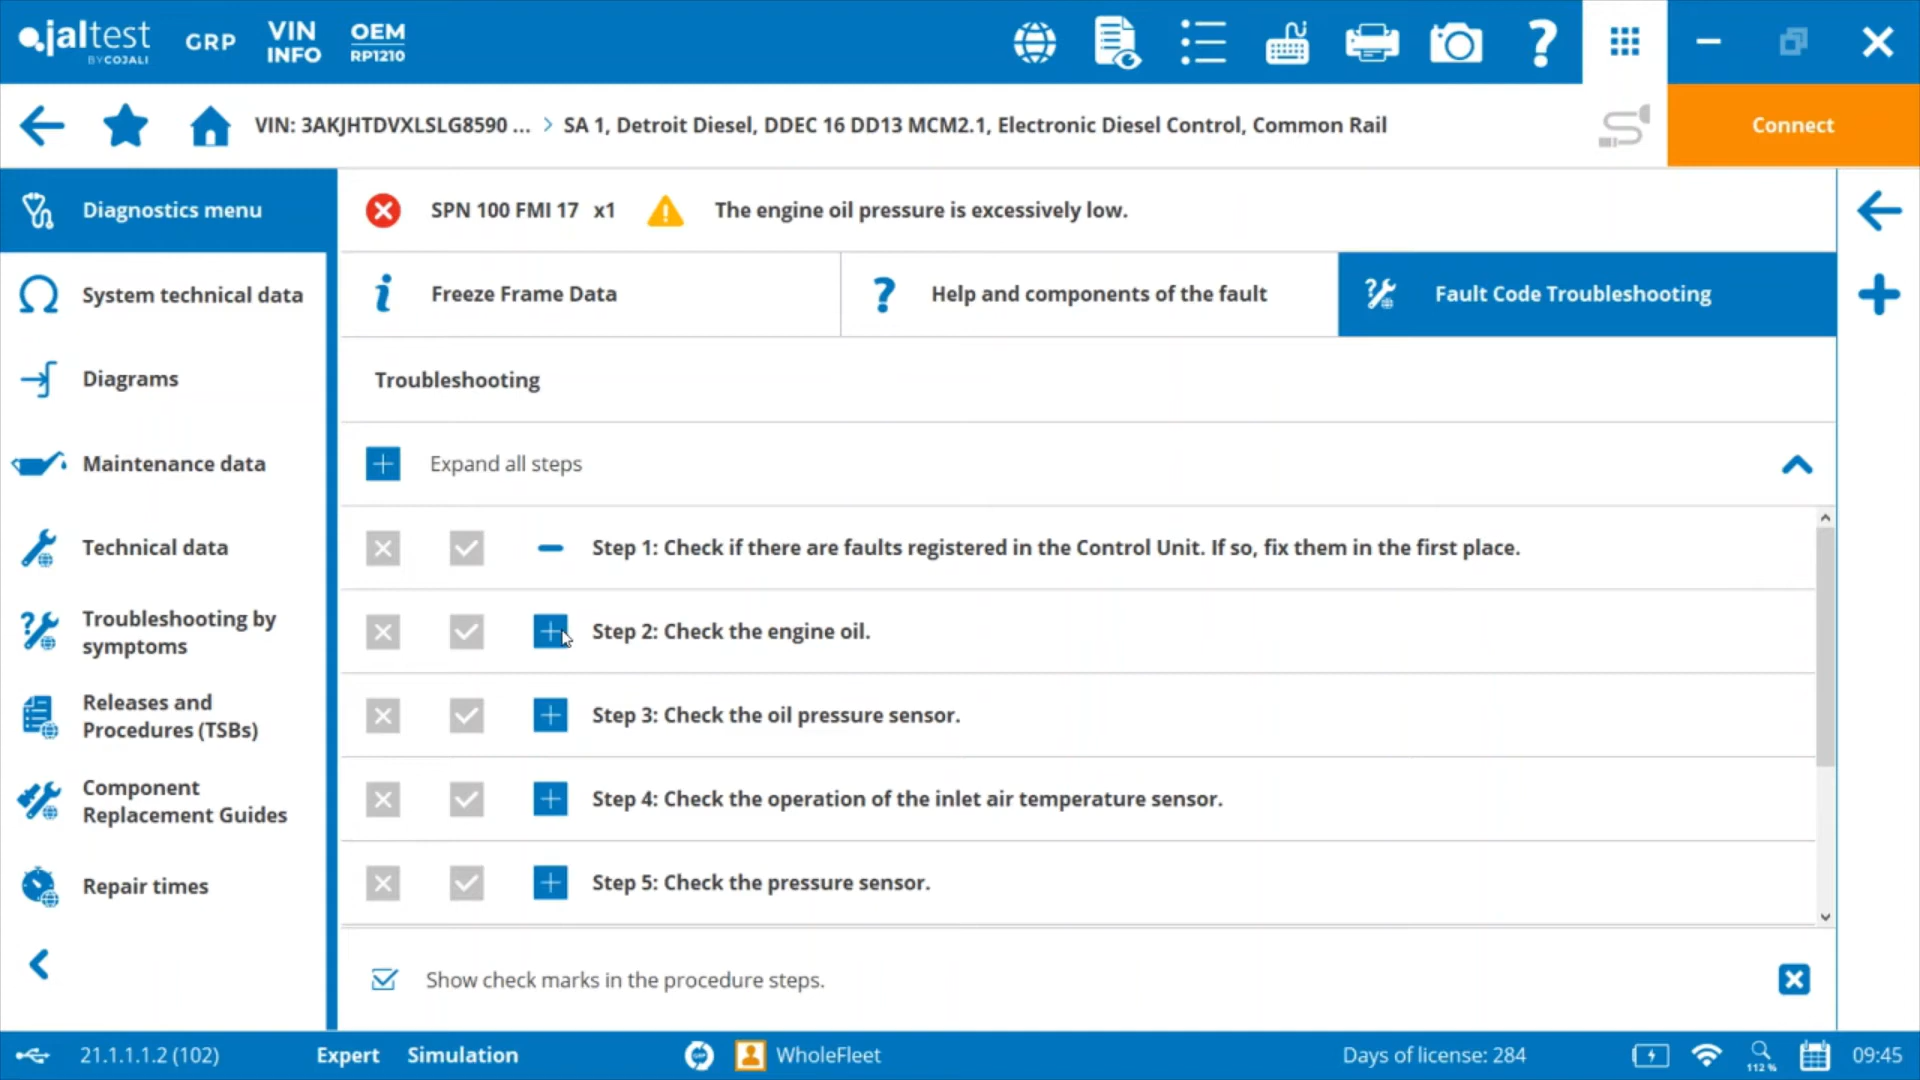 jaltest
BY COJALI
GRP
VIN
INFO
OEM
RP1210
VIN: 3AKJHTDVXLSLG8590 ... > SA 1, Detroit Diesel, DDEC 16 DD13 MCM2.1, Electronic Diesel Control, Common Rail
Connect
Diagnostics menu
System technical data
Diagrams
Maintenance data
Technical data
Troubleshooting by
symptoms
Releases and
Procedures (TSBs)
Component
Replacement Guides
Repair times
SPN 100 FMI 17 x1
The engine oil pressure is excessively low.
Freeze Frame Data
Help and components of the fault
Fault Code Troubleshooting
Troubleshooting
Expand all steps
Step 1: Check if there are faults registered in the Control Unit. If so, fix them in the first place.
Step 2: Check the engine oil.
Step 3: Check the oil pressure sensor.
Step 4: Check the operation of the inlet air temperature sensor.
Step 5: Check the pressure sensor.
Show check marks in the procedure steps.
21.1.1.1.2 (102)
Expert
Simulation
WholeFleet
Days of license: 284
112 %
09:45